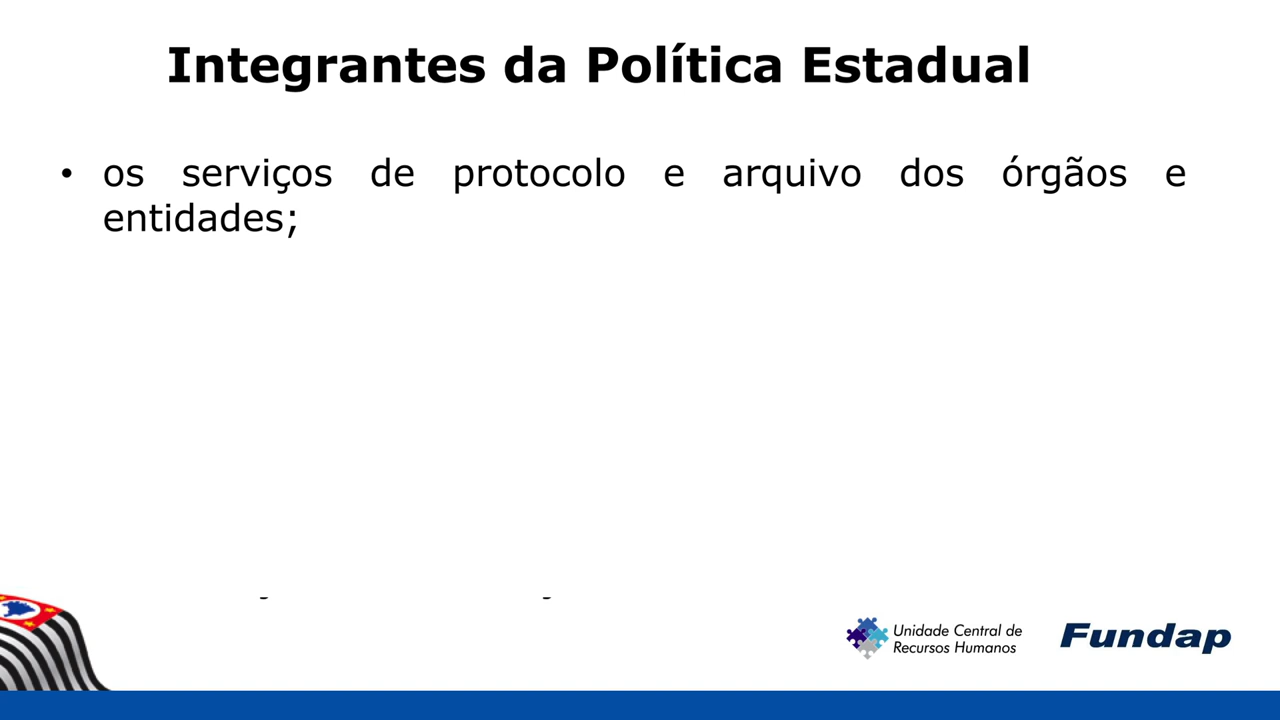 Integrantes da Política Estadual
• os serviços de protocolo e arquivo dos órgãos e
entidades;
Unidade Central de
Recursos Humanos
Fundap